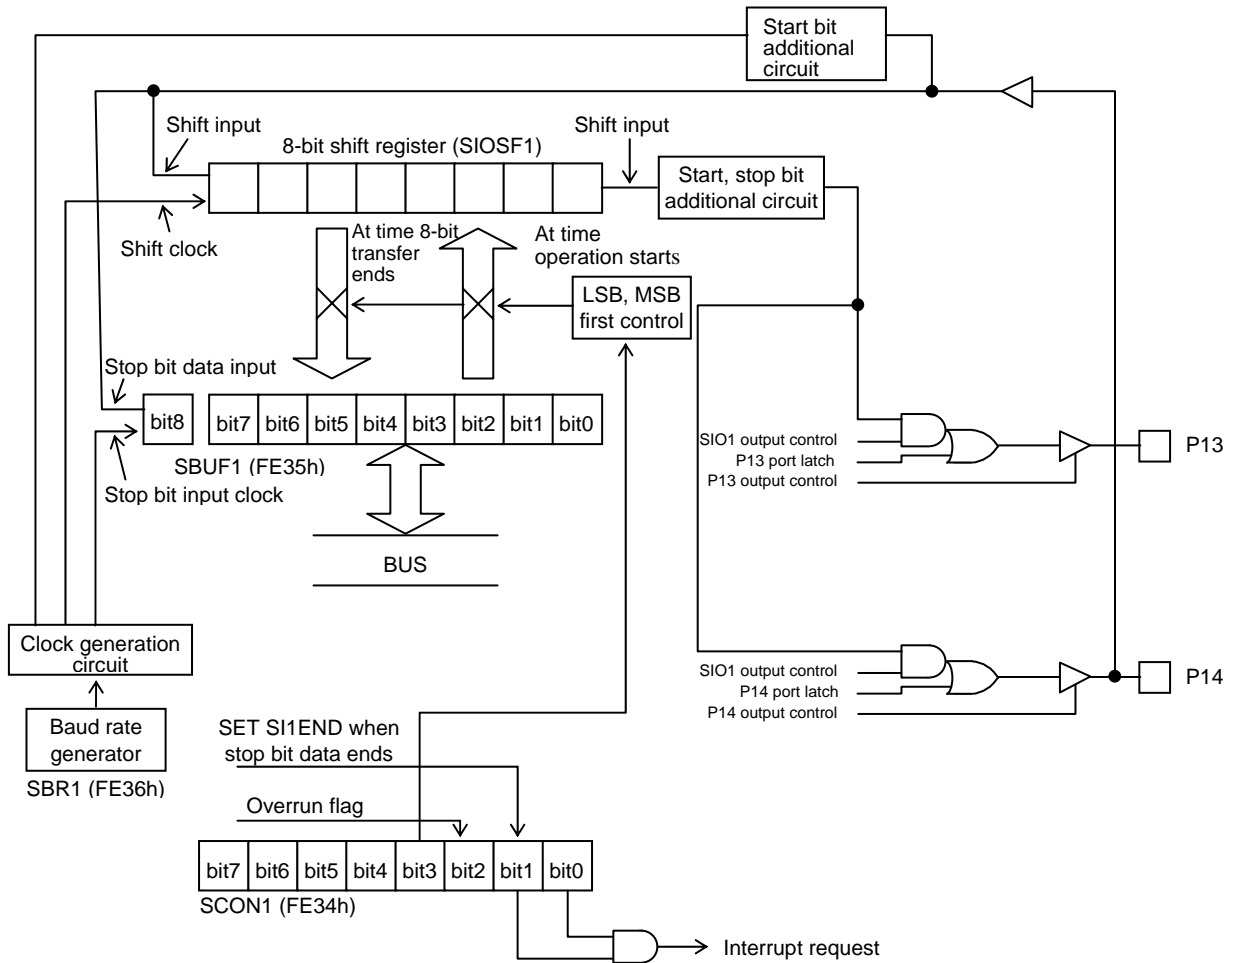 Start bit
additional
circuit
Shift input
Shift input
8-bit shift register (SIOSF1)
Start, stop bit
additional circuit
Shift clock
At time 8-bit
transfer
ends
At time
operation starts
LSB, MSB
first control
Stop bit data input
bit8 bit7 bit6 bit5 bit4 bit3 bit2 bit1 bit0
SBUF1 (FE35h)
Stop bit input clock
BUS
SIO1 output control
P13 port latch
P13 output control
P13
Clock generation
circuit
SIO1 output control
P14 port latch
P14 output control
P14
Baud rate
generator
SBR1 (FE36h)
SET SI1END when
stop bit data ends
Overrun flag
bit7 bit6 bit5 bit4 bit3 bit2 bit1 bit0
SCON1 (FE34h)
Interrupt request